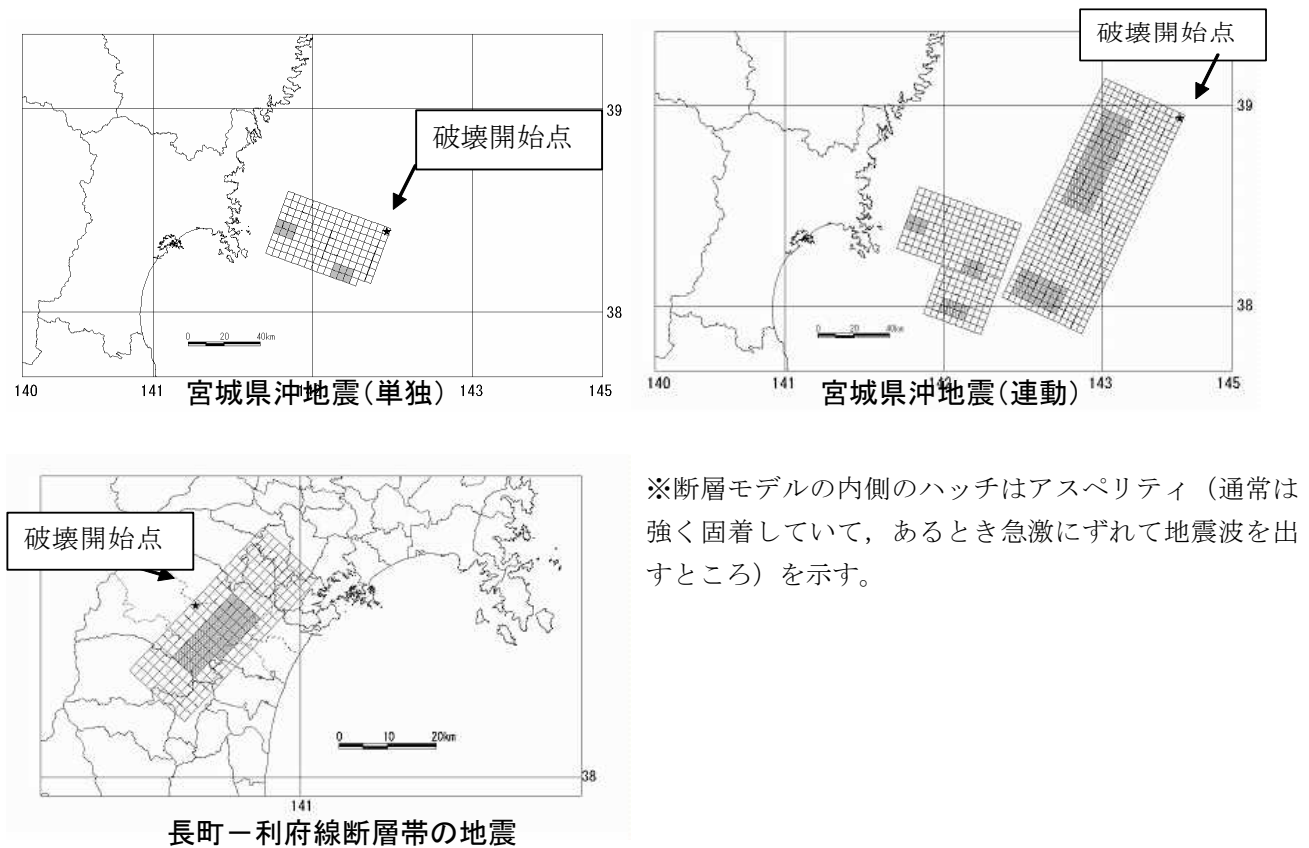 破壊開始点
39
38
0 20 40km
140 141 143 145
宮城県沖地震(単独)
破壊開始点
39
38
0 20 40km
140 141 143 145
宮城県沖地震(連動)
破壊開始点
0 10 20km
38
141
長町－利府線断層帯の地震
※断層モデルの内側のハッチはアスペリティ（通常は
強く固着していて，あるとき急激にずれて地震波を出
すところ）を示す。